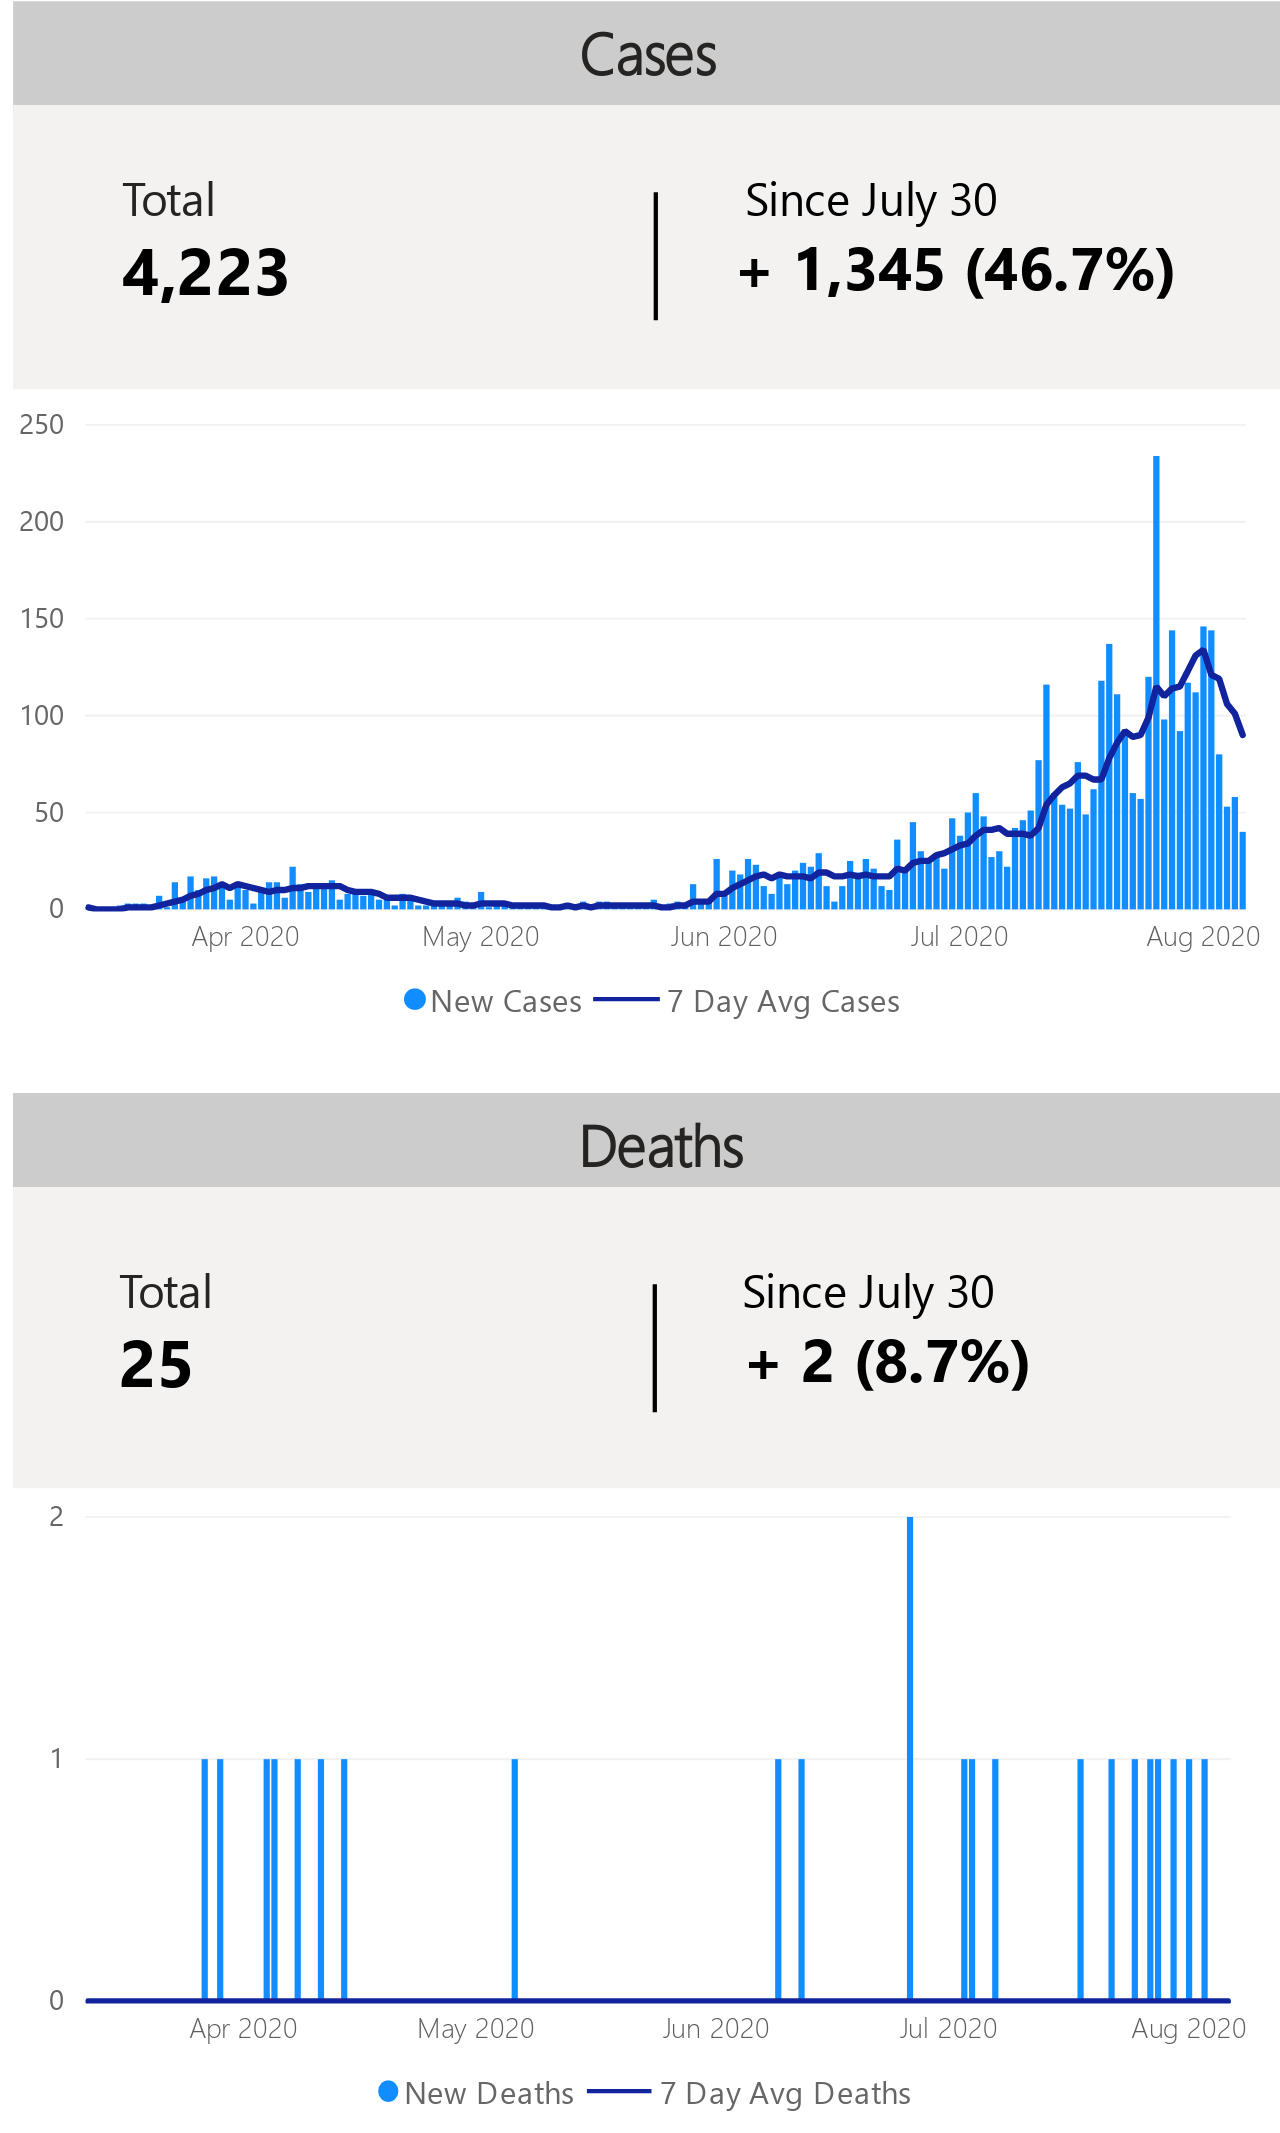 Cases
Total
Since July 30
4,223
+ 1,345 (46.7%)
250
200
150
100
50
0
Apr 2020 May 2020 Jun 2020 Jul 2020 Aug 2020
New Cases 7 Day Avg Cases
Deaths
Total
Since July 30
25
+ 2 (8.7%)
2
1
0
Apr 2020 May 2020 Jun 2020 Jul 2020 Aug 2020
New Deaths 7 Day Avg Deaths